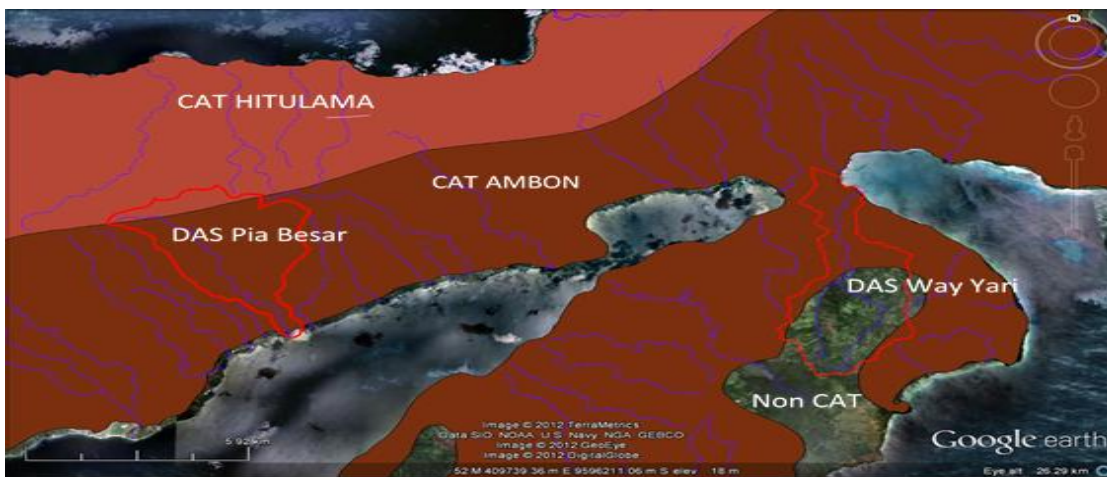 N
CAT HITULAMA
CAT AMBON
DAS Pia Besar
DAS Way Yari
Non CAT
Image © 2012 TerraMetrics
Data SIO, NOAA, U.S. Navy, NGA, GEBCO
Image © 2012 GeoEye
Image © 2012 DigitalGlobe
Google earth
5.92 km
52 M 409739.36 m E 9596211.06 m S elev 18 m
Eye alt 26.29 km